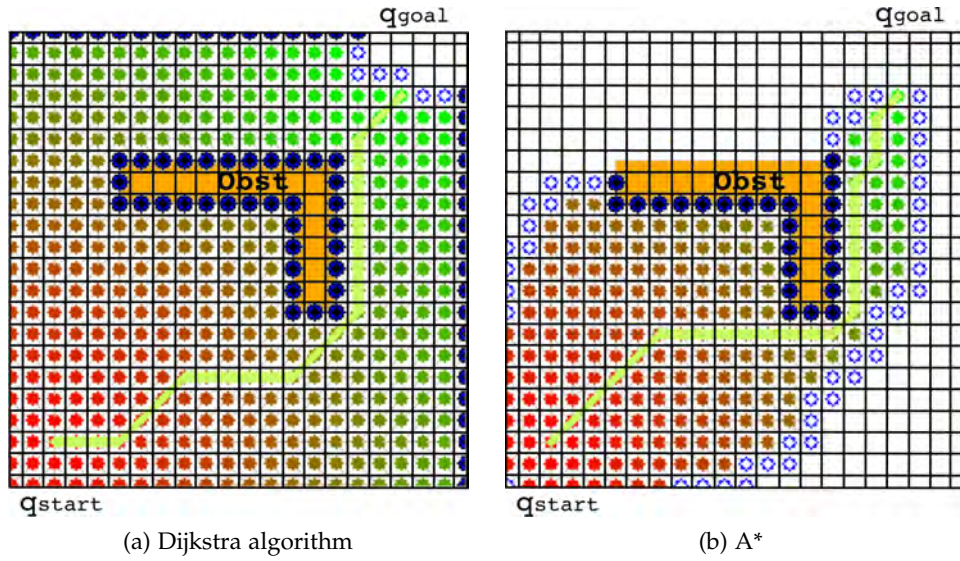 qgoal
qgoal
Obst
Obst
qstart
qstart
(a) Dijkstra algorithm
(b) A*